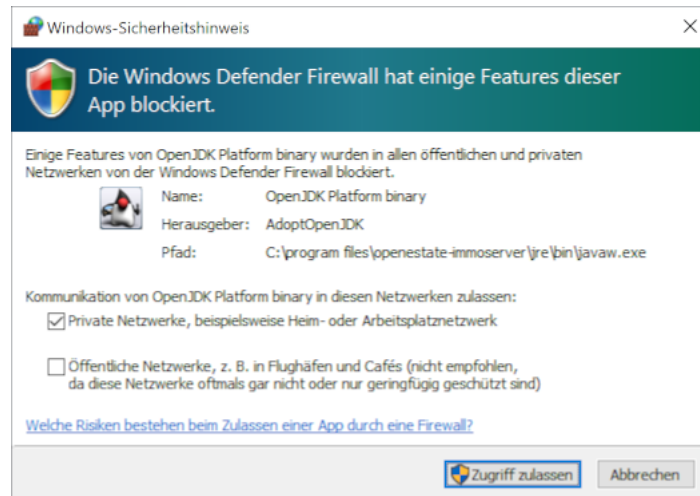 Windows-Sicherheitshinweis
Die Windows Defender Firewall hat einige Features dieser
App blockiert.
Einige Features von OpenJDK Platform binary wurden in allen öffentlichen und privaten
Netzwerken von der Windows Defender Firewall blockiert.
Name: OpenJDK Platform binary
Herausgeber: AdoptOpenJDK
Pfad: C:\program files\openestate-immoserver\jre\bin\javaw.exe
Kommunikation von OpenJDK Platform binary in diesen Netzwerken zulassen:
Private Netzwerke, beispielsweise Heim- oder Arbeitsplatznetzwerk
Öffentliche Netzwerke, z. B. in Flughäfen und Cafés (nicht empfohlen,
da diese Netzwerke oftmals gar nicht oder nur geringfügig geschützt sind)
Welche Risiken bestehen beim Zulassen einer App durch eine Firewall?
Zugriff zulassen Abbrechen